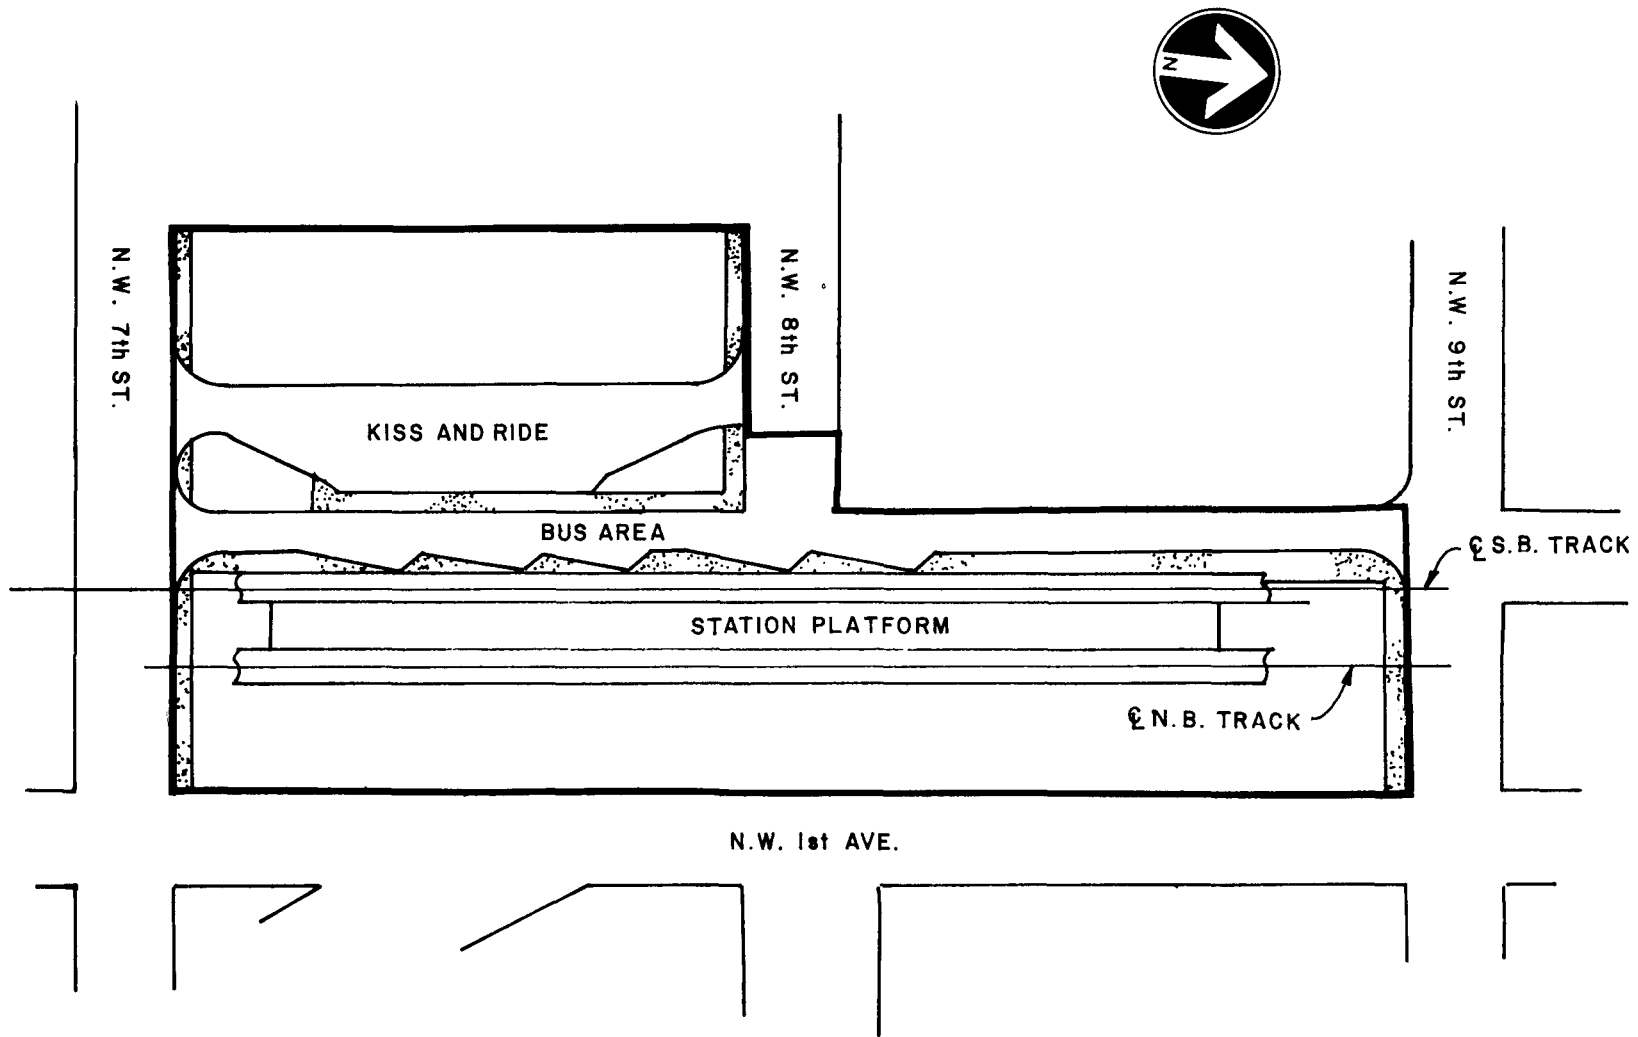 N
N.W. 7th ST.
N.W. 8th ST.
N.W. 9th ST.
KISS AND RIDE
BUS AREA
℄ S.B. TRACK
STATION PLATFORM
℄ N.B. TRACK
N.W. 1st AVE.